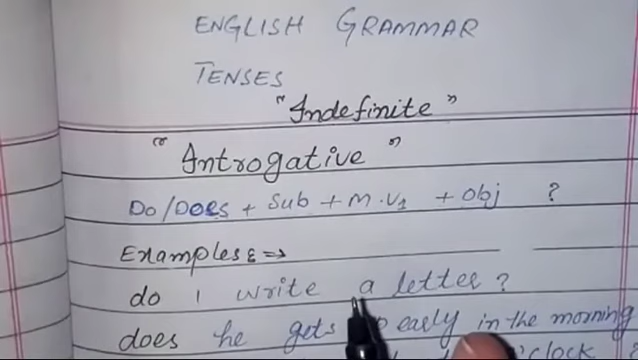 ENGLISH GRAMMAR
TENSES
"Indefinite"
"Introgative"
Do/Does + Sub + m.v1 + obj ?
Examples :⇒
do i write a letter?
does he gets early in the morning
o'clock ?